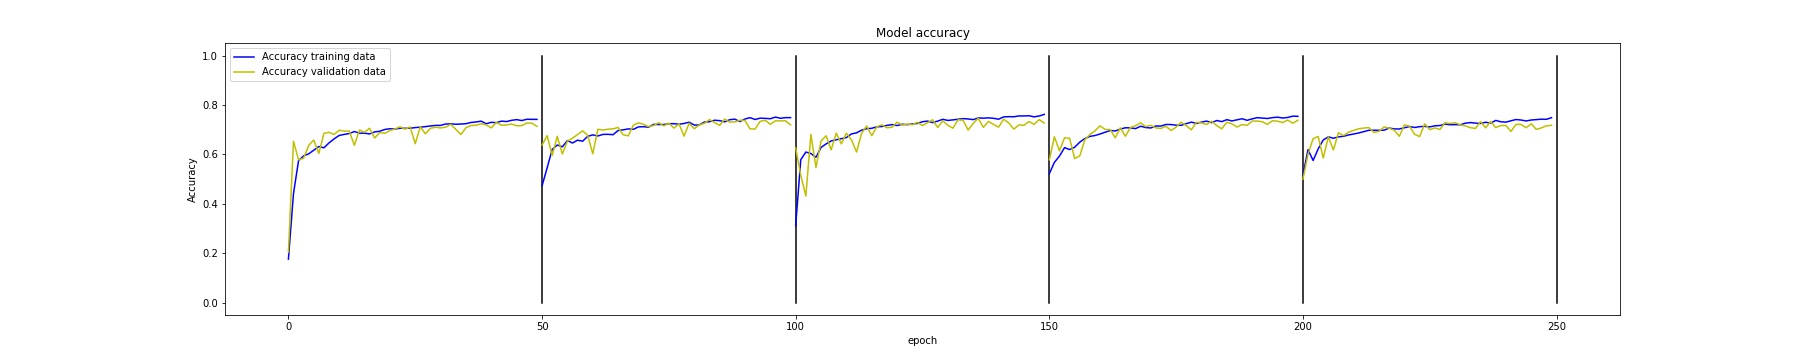 Model accuracy
Accuracy training data
Accuracy validation data
1.0
0.8
0.6
0.4
0.2
0.0
Accuracy
0 50 100 150 200 250
epoch